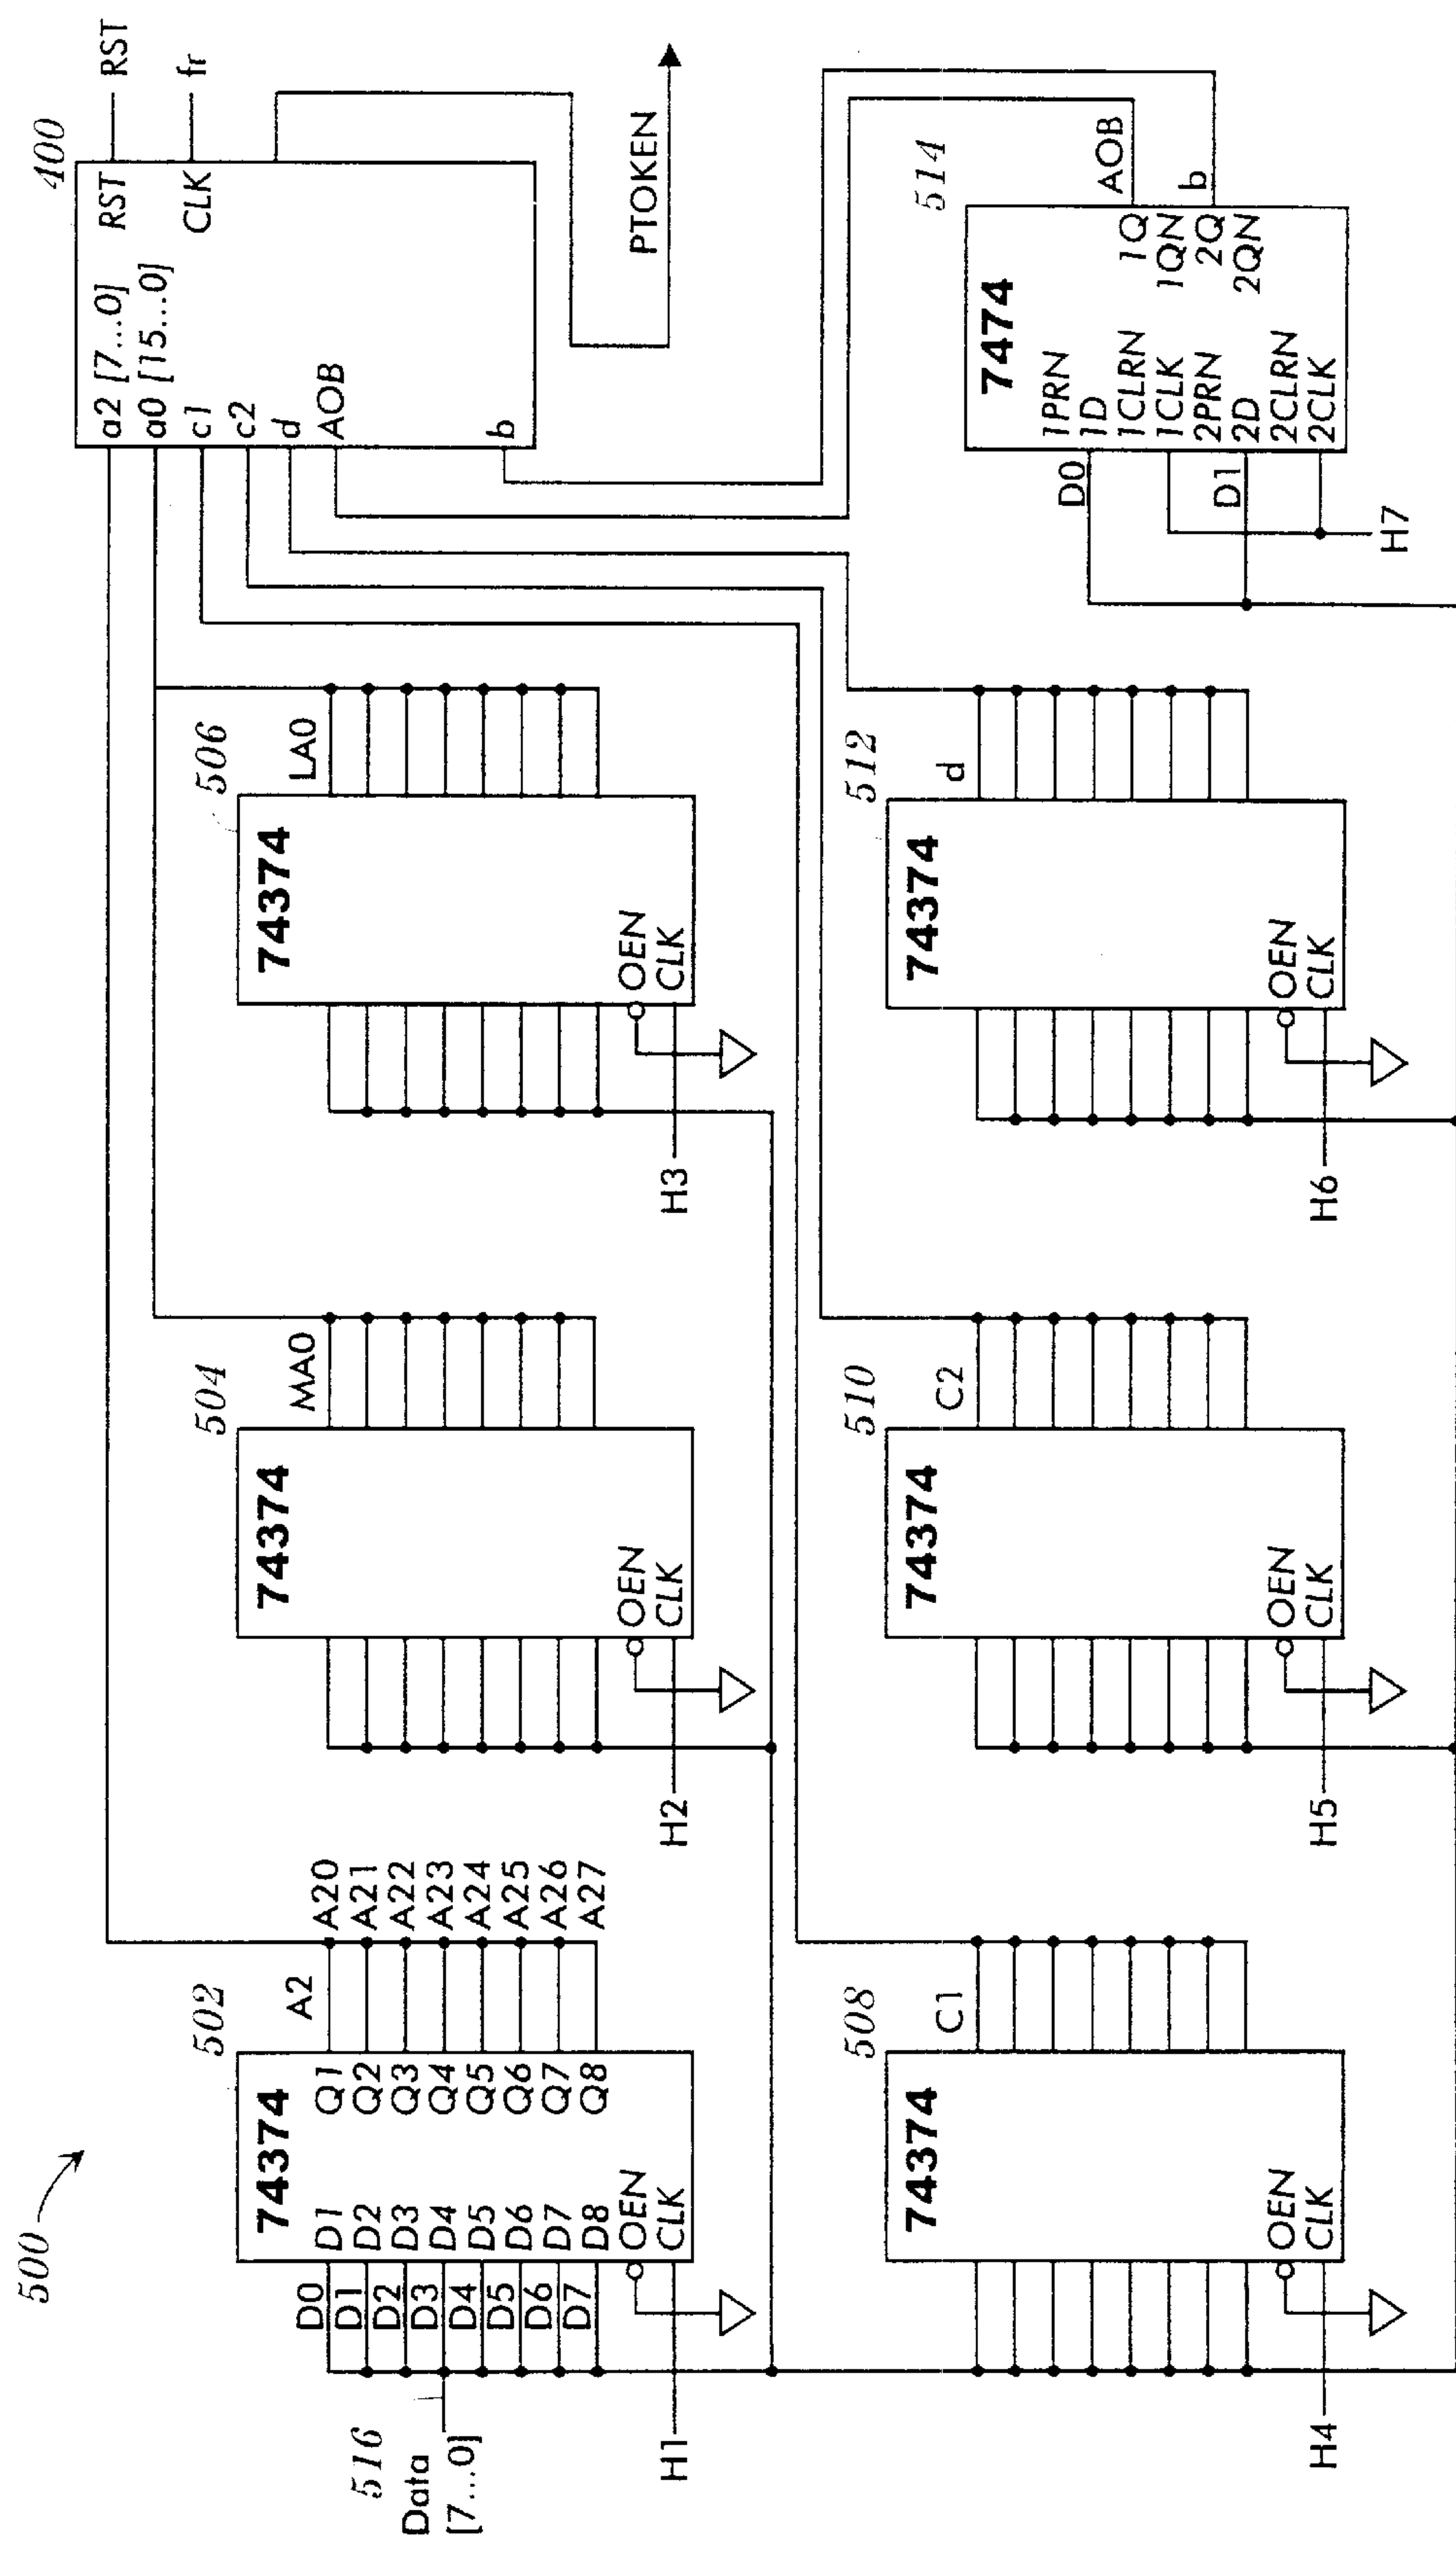 500
516
Data
[7...0]
502
74374
D0
D1
D2
D3
D4
D5
D6
D7
D1
D2
D3
D4
D5
D6
D7
D8
OEN
CLK
Q1
Q2
Q3
Q4
Q5
Q6
Q7
Q8
A2
A20
A21
A22
A23
A24
A25
A26
A27
H1
504
74374
OEN
CLK
MA0
H2
506
74374
OEN
CLK
LA0
H3
400
a2 [7...0]
a0 [15...0]
c1
c2
d
AOB
b
RST
CLK
RST
fr
PTOKEN
508
74374
OEN
CLK
C1
H4
510
74374
OEN
CLK
C2
H5
512
74374
OEN
CLK
d
H6
514
7474
D0
D1
1PRN
1D
1CLRN
1CLK
2PRN
2D
2CLRN
2CLK
1Q
1QN
2Q
2QN
AOB
b
H7